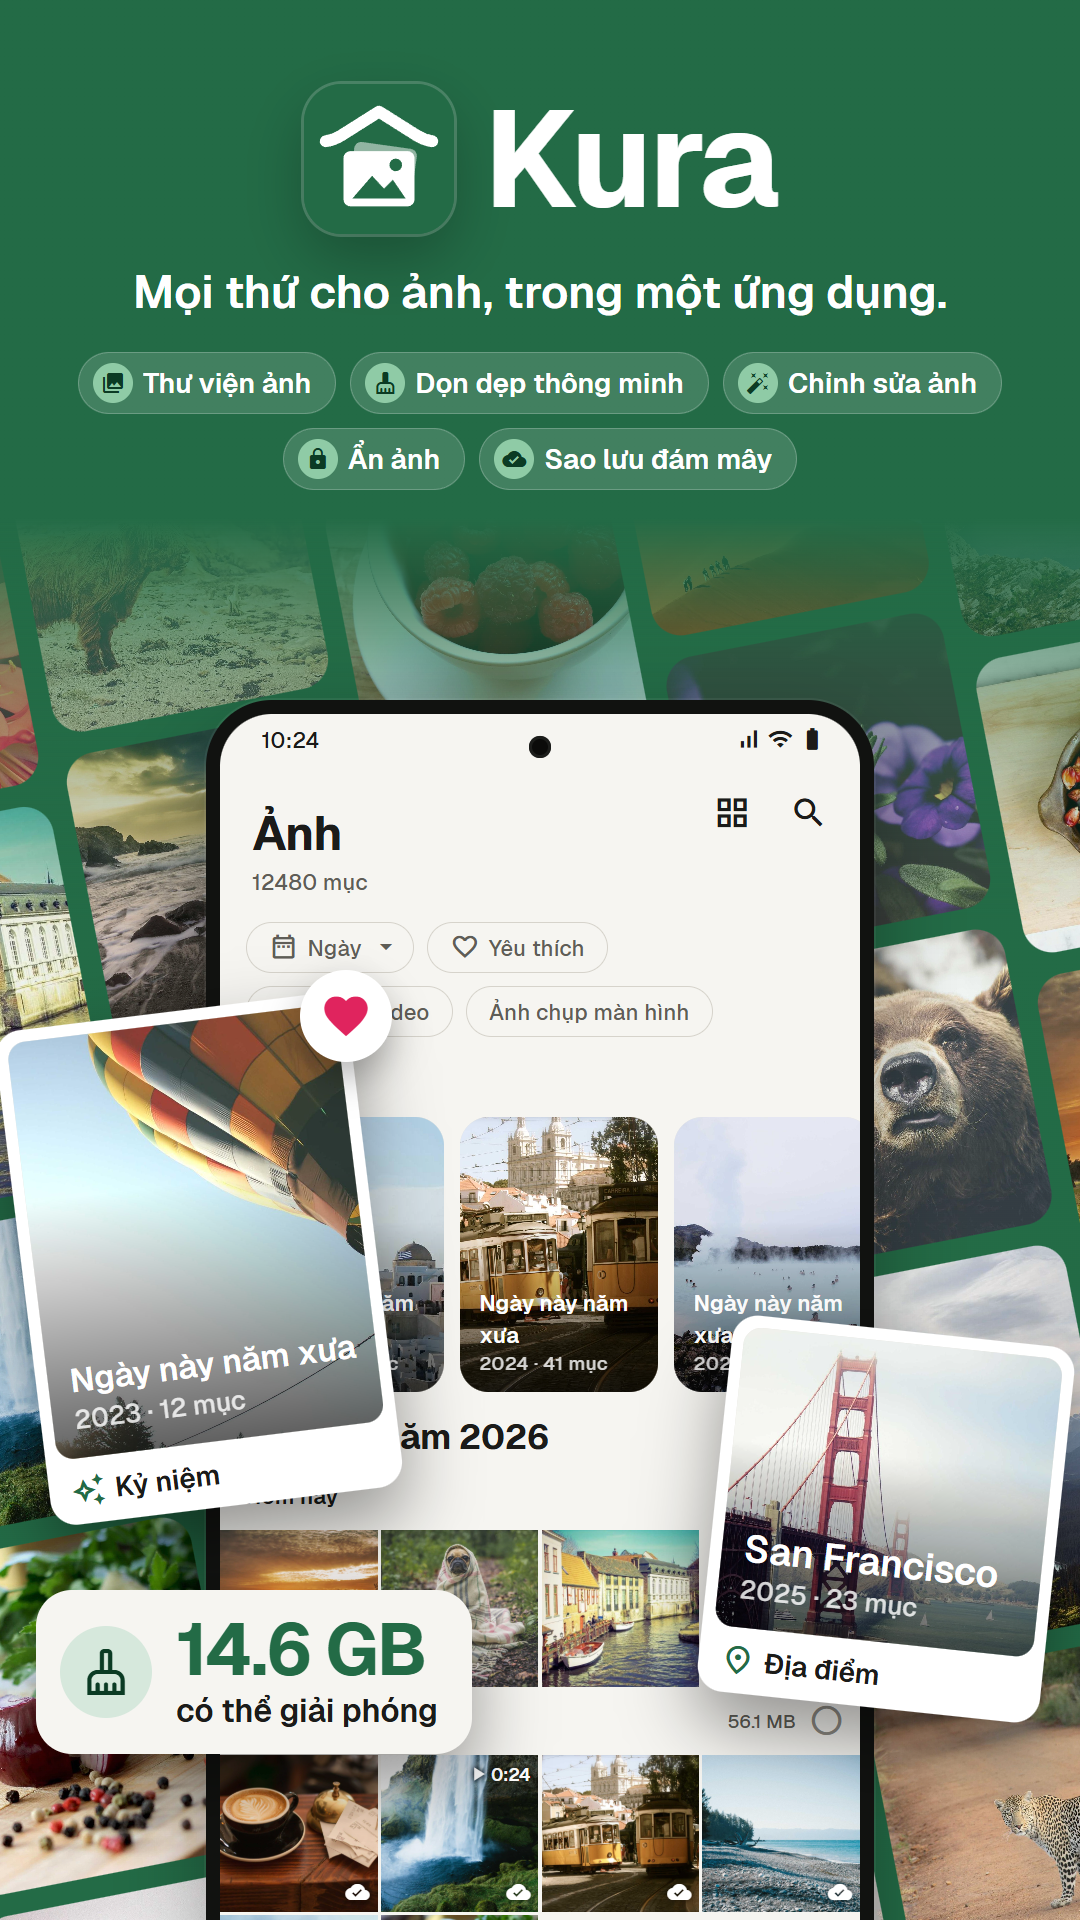 Kura
Mọi thứ cho ảnh, trong một ứng dụng.
Thư viện ảnh
Dọn dẹp thông minh
Chỉnh sửa ảnh
Ẩn ảnh
Sao lưu đám mây
10:24
Ảnh
12480 mục
Ngày
Yêu thích
deo
Ảnh chụp màn hình
Ngày này năm xưa
2023 · 12 mục
Kỷ niệm
ăm
Ngày này năm
xưa
2024 · 41 mục
Ngày này năm
xưa
202
ăm 2026
San Francisco
2025 · 23 mục
Địa điểm
14.6 GB
có thể giải phóng
56.1 MB
0:24